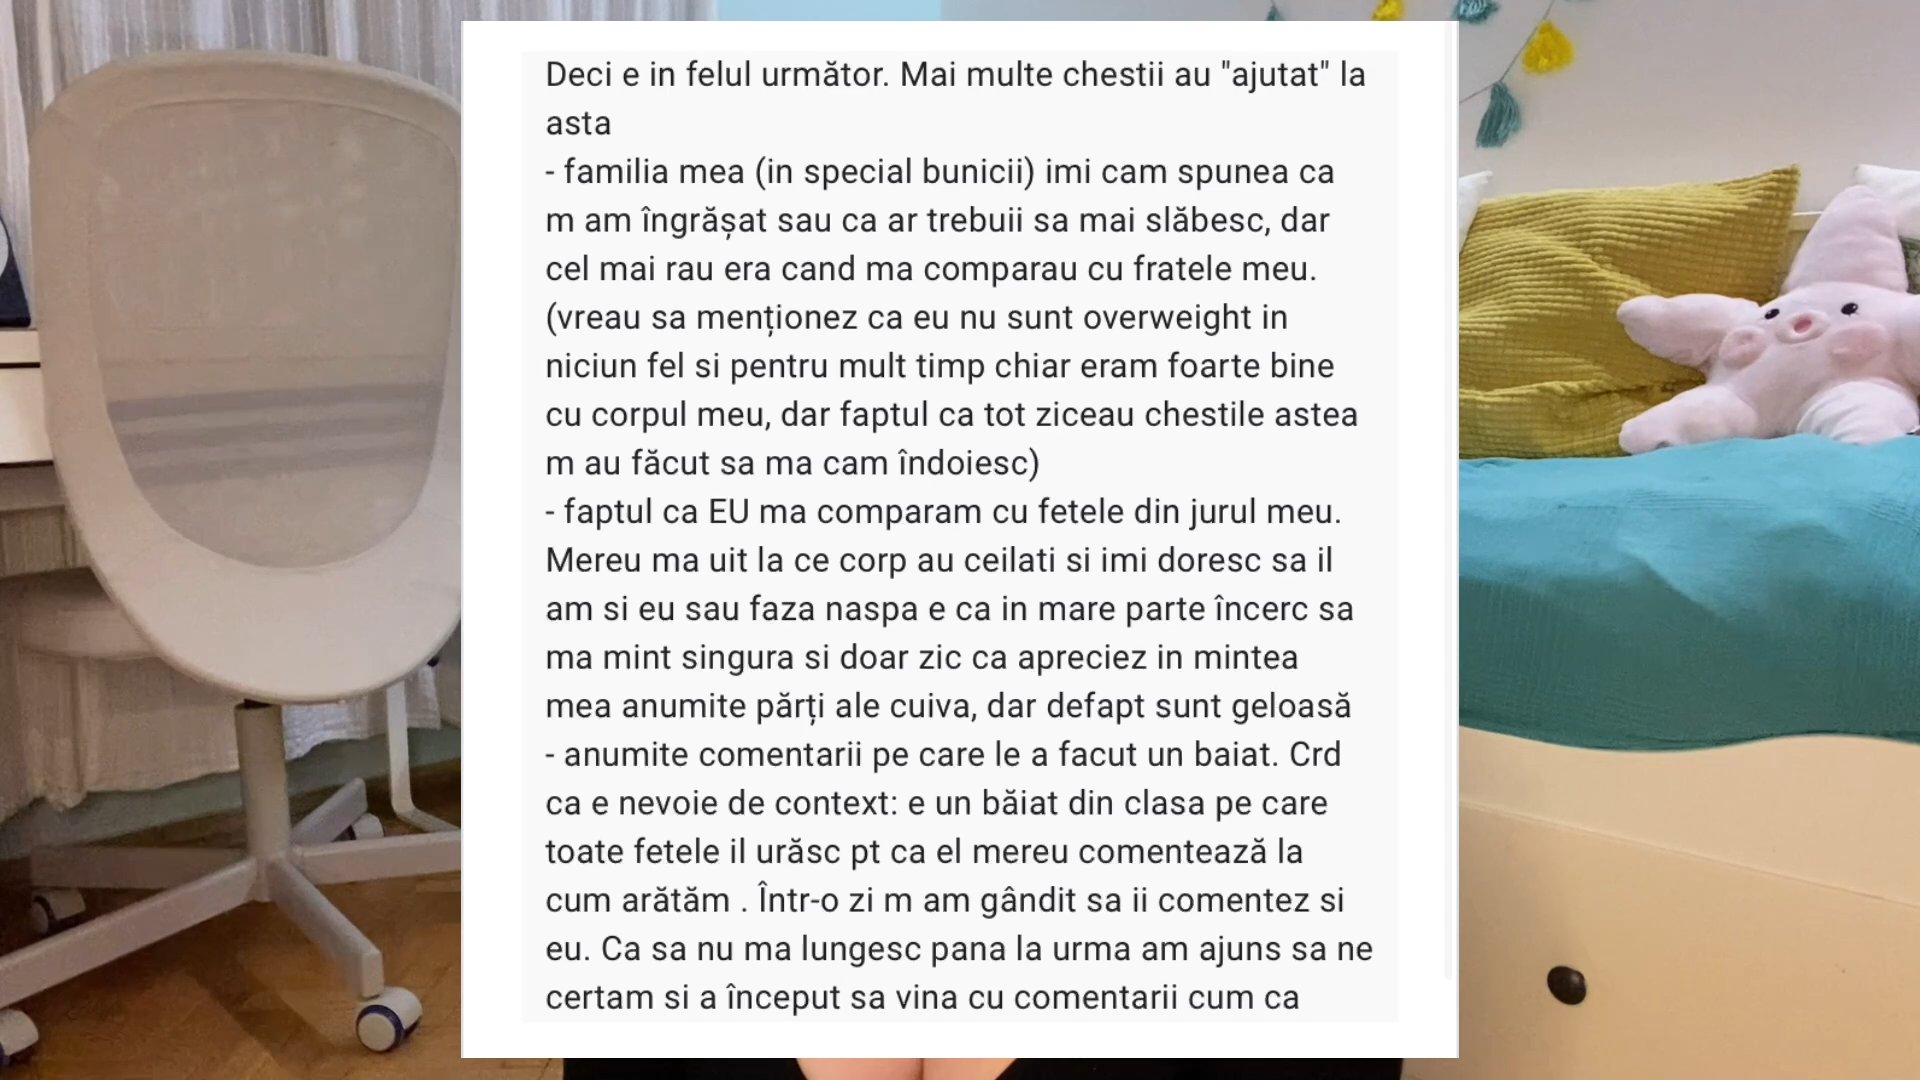 Deci e in felul următor. Mai multe chestii au "ajutat" la
asta
- familia mea (in special bunicii) imi cam spunea ca
m am îngrășat sau ca ar trebuii sa mai slăbesc, dar
cel mai rau era cand ma comparau cu fratele meu.
(vreau sa menționez ca eu nu sunt overweight in
niciun fel si pentru mult timp chiar eram foarte bine
cu corpul meu, dar faptul ca tot ziceau chestile astea
m au făcut sa ma cam îndoiesc)
- faptul ca EU ma comparam cu fetele din jurul meu.
Mereu ma uit la ce corp au ceilati si imi doresc sa il
am si eu sau faza naspa e ca in mare parte încerc sa
ma mint singura si doar zic ca apreciez in mintea
mea anumite părți ale cuiva, dar defapt sunt geloasă
- anumite comentarii pe care le a facut un baiat. Crd
ca e nevoie de context: e un băiat din clasa pe care
toate fetele il urăsc pt ca el mereu comentează la
cum arătăm . Într-o zi m am gândit sa ii comentez si
eu. Ca sa nu ma lungesc pana la urma am ajuns sa ne
certam si a început sa vina cu comentarii cum ca